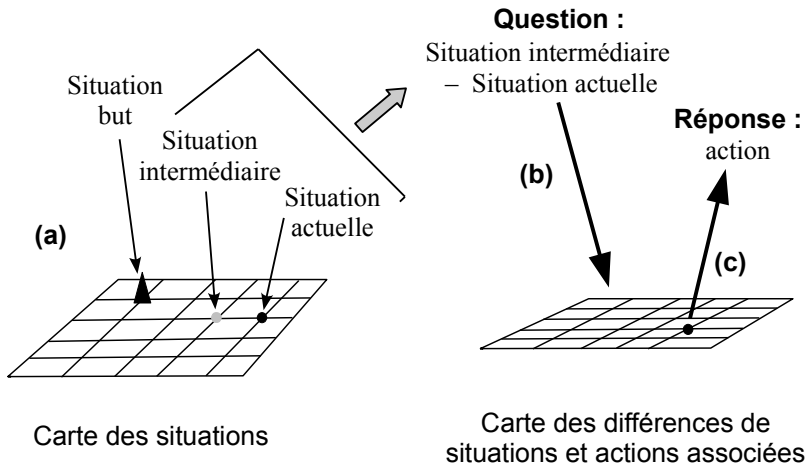 Question :
Situation intermédiaire
– Situation actuelle
Situation
but
Situation
intermédiaire
Situation
actuelle
Réponse :
action
(a)
(b)
(c)
Carte des situations
Carte des différences de
situations et actions associées